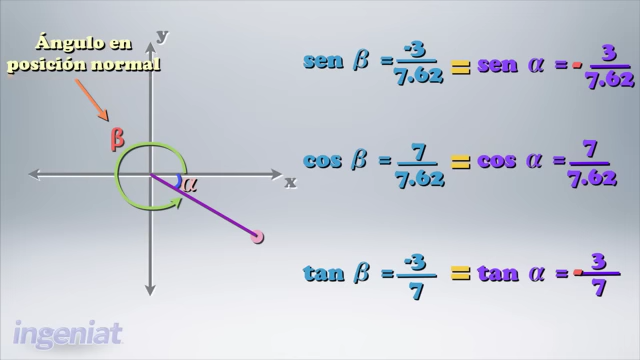 Ángulo en
posición normal
y
β
α
x
sen β = -3/7.62 = sen α = - 3/7.62
cos β = 7/7.62 = cos α = 7/7.62
tan β = -3/7 = tan α = - 3/7
ingeniat